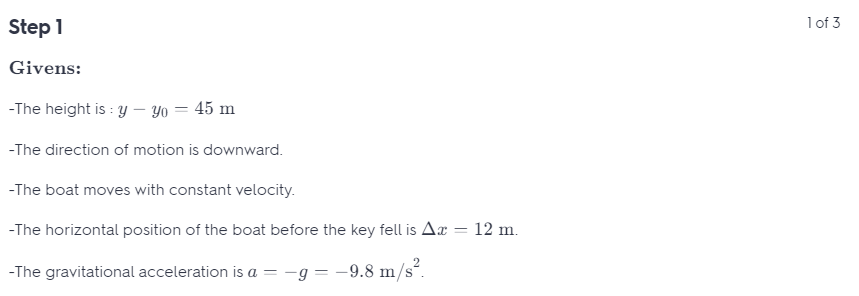 Step 1
1 of 3
Givens:
-The height is : y − y₀ = 45 m
-The direction of motion is downward.
-The boat moves with constant velocity.
-The horizontal position of the boat before the key fell is Δx = 12 m.
-The gravitational acceleration is a = −g = −9.8 m/s².